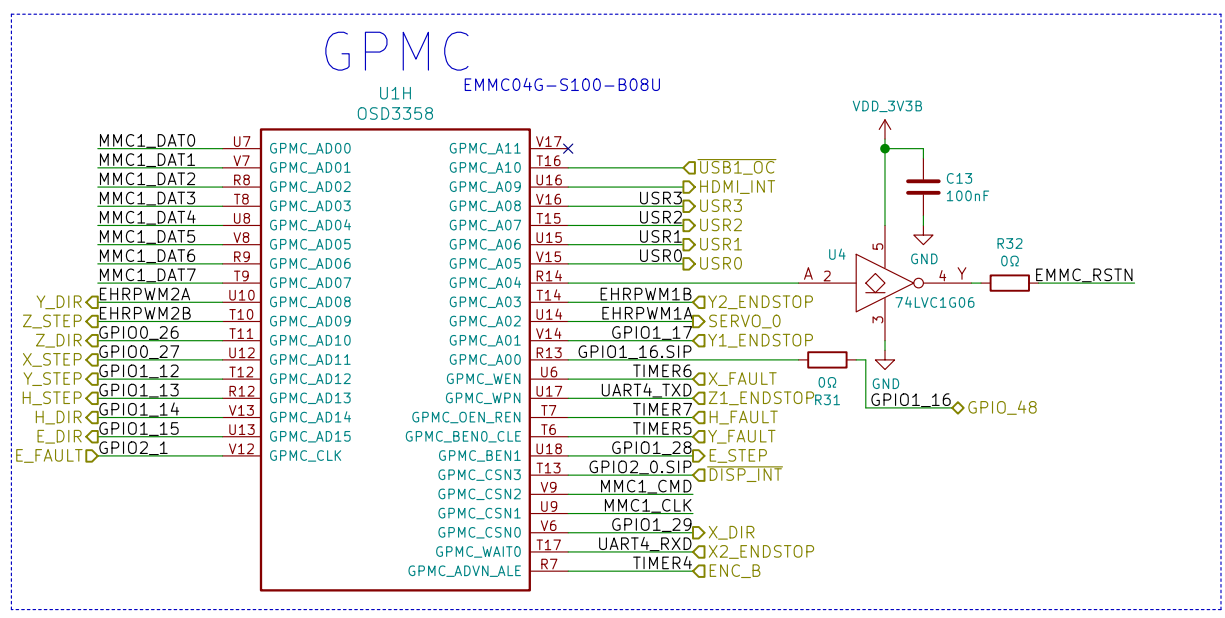 GPMC
EMMC04G-S100-B08U
U1H
OSD3358
MMC1_DAT0 U7 GPMC_AD00
MMC1_DAT1 V7 GPMC_AD01
MMC1_DAT2 R8 GPMC_AD02
MMC1_DAT3 T8 GPMC_AD03
MMC1_DAT4 U8 GPMC_AD04
MMC1_DAT5 V8 GPMC_AD05
MMC1_DAT6 R9 GPMC_AD06
MMC1_DAT7 T9 GPMC_AD07
Y_DIR EHRPWM2A U10 GPMC_AD08
Z_STEP EHRPWM2B T10 GPMC_AD09
Z_DIR GPIO0_26 T11 GPMC_AD10
X_STEP GPIO0_27 U12 GPMC_AD11
Y_STEP GPIO1_12 T12 GPMC_AD12
H_STEP GPIO1_13 R12 GPMC_AD13
H_DIR GPIO1_14 V13 GPMC_AD14
E_DIR GPIO1_15 U13 GPMC_AD15
E_FAULT GPIO2_1 V12 GPMC_CLK
GPMC_A11 V17
GPMC_A10 T16 USB1_OC
GPMC_A09 U16 HDMI_INT
GPMC_A08 V16 USR3 USR3
GPMC_A07 T15 USR2 USR2
GPMC_A06 U15 USR1 USR1
GPMC_A05 V15 USR0 USR0
GPMC_A04 R14
GPMC_A03 T14 EHRPWM1B Y2_ENDSTOP
GPMC_A02 U14 EHRPWM1A SERVO_0
GPMC_A01 V14 GPIO1_17 Y1_ENDSTOP
GPMC_A00 R13 GPIO1_16.SIP
GPMC_WEN U6 TIMER6 X_FAULT
GPMC_WPN U17 UART4_TXD Z1_ENDSTOP
GPMC_OEN_REN T7 TIMER7 H_FAULT
GPMC_BEN0_CLE T6 TIMER5 Y_FAULT
GPMC_BEN1 U18 GPIO1_28 E_STEP
GPMC_CSN3 T13 GPIO2_0.SIP DISP_INT
GPMC_CSN2 V9 MMC1_CMD
GPMC_CSN1 U9 MMC1_CLK
GPMC_CSN0 V6 GPIO1_29 X_DIR
GPMC_WAIT0 T17 UART4_RXD X2_ENDSTOP
GPMC_ADVN_ALE R7 TIMER4 ENC_B
VDD_3V3B
C13
100nF
GND
U4
5
A 2
4 Y
74LVC1G06
3
GND
R32
0Ω
EMMC_RSTN
0Ω
R31
GPIO1_16 GPIO_48